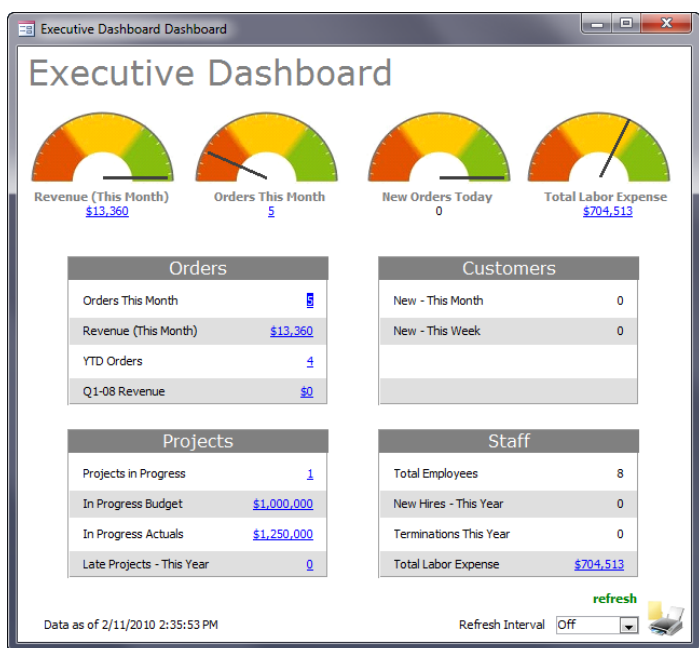 Executive Dashboard Dashboard
Executive Dashboard
Revenue (This Month) Orders This Month New Orders Today Total Labor Expense
$13,360 5 0 $704,513
Orders
Orders This Month 5
Revenue (This Month) $13,360
YTD Orders 4
Q1-08 Revenue $0
Customers
New - This Month 0
New - This Week 0
Projects
Projects in Progress 1
In Progress Budget $1,000,000
In Progress Actuals $1,250,000
Late Projects - This Year 0
Staff
Total Employees 8
New Hires - This Year 0
Terminations This Year 0
Total Labor Expense $704,513
refresh
Data as of 2/11/2010 2:35:53 PM Refresh Interval Off